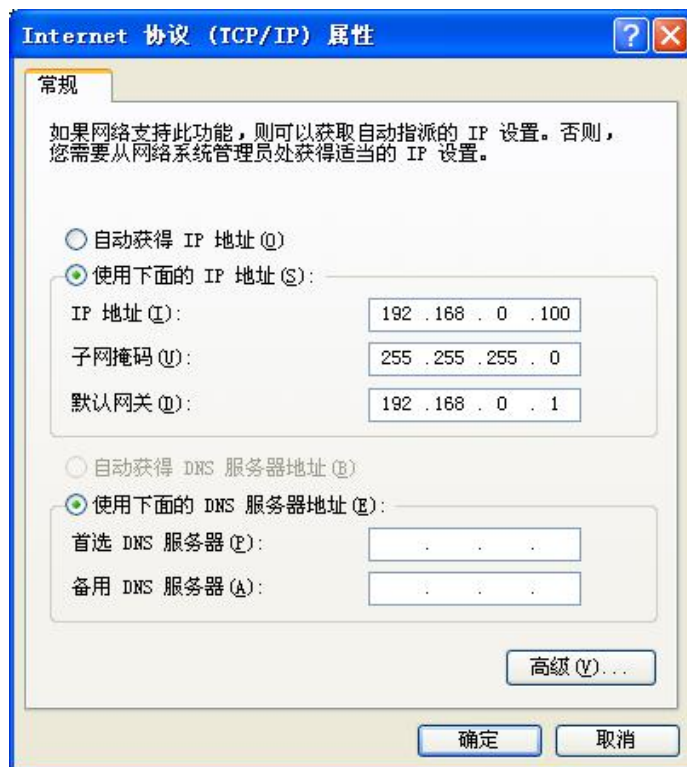 Internet 协议 (TCP/IP) 属性
常规
如果网络支持此功能，则可以获取自动指派的 IP 设置。否则，
您需要从网络系统管理员处获得适当的 IP 设置。
自动获得 IP 地址(O)
使用下面的 IP 地址(S):
IP 地址(I): 192 .168 . 0 .100
子网掩码(U): 255 .255 .255 . 0
默认网关(D): 192 .168 . 0 . 1
自动获得 DNS 服务器地址(B)
使用下面的 DNS 服务器地址(E):
首选 DNS 服务器(P): . . .
备用 DNS 服务器(A): . . .
高级(V)...
确定 取消